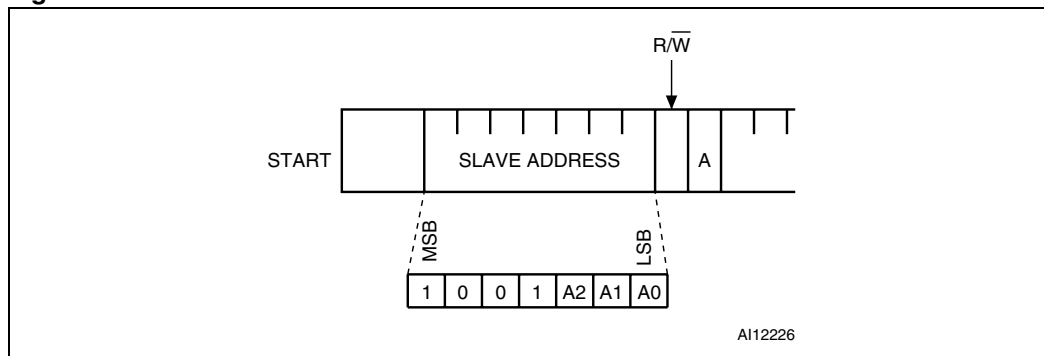 R/W̅
START
SLAVE ADDRESS
A
MSB
LSB
1 0 0 1 A2 A1 A0
AI12226